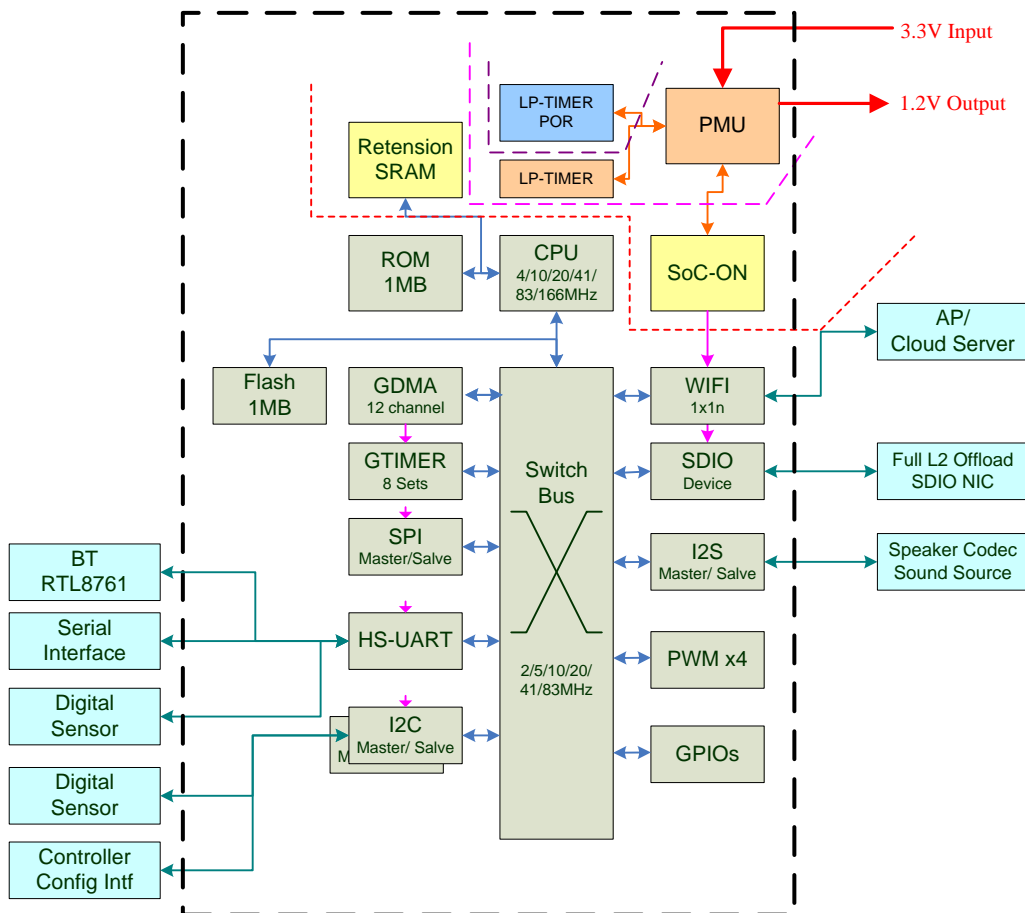 3.3V Input
1.2V Output
LP-TIMER
POR
PMU
LP-TIMER
Retension
SRAM
ROM
1MB
CPU
4/10/20/41/
83/166MHz
SoC-ON
AP/
Cloud Server
Flash
1MB
GDMA
12 channel
WIFI
1x1n
GTIMER
8 Sets
Switch
Bus
SDIO
Device
Full L2 Offload
SDIO NIC
SPI
Master/Salve
I2S
Master/ Salve
Speaker Codec
Sound Source
BT
RTL8761
Serial
Interface
HS-UART
2/5/10/20/
41/83MHz
PWM x4
Digital
Sensor
I2C
Master/ Salve
M
GPIOs
Digital
Sensor
Controller
Config Intf